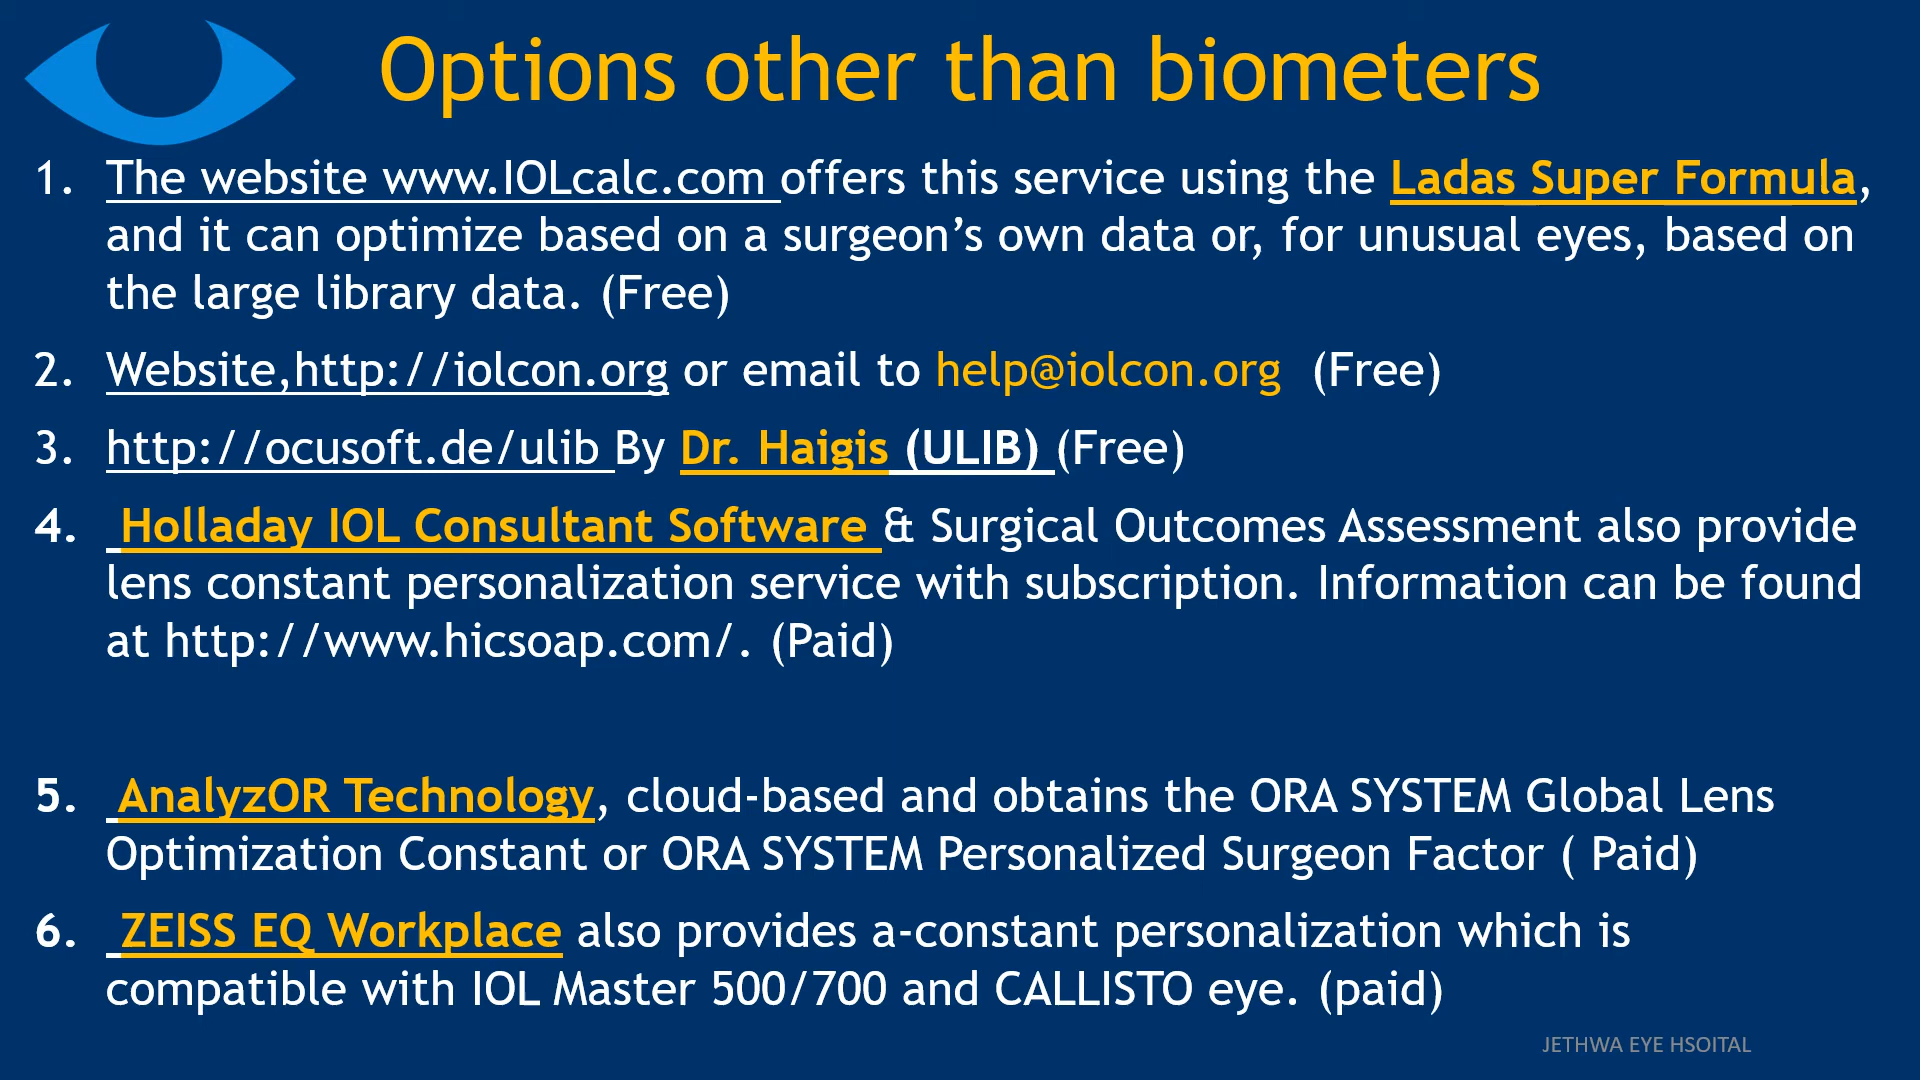 Options other than biometers
1. The website www.IOLcalc.com offers this service using the Ladas Super Formula,
and it can optimize based on a surgeon’s own data or, for unusual eyes, based on
the large library data. (Free)
2. Website,http://iolcon.org or email to help@iolcon.org (Free)
3. http://ocusoft.de/ulib By Dr. Haigis (ULIB) (Free)
4. Holladay IOL Consultant Software & Surgical Outcomes Assessment also provide
lens constant personalization service with subscription. Information can be found
at http://www.hicsoap.com/. (Paid)
5. AnalyzOR Technology, cloud-based and obtains the ORA SYSTEM Global Lens
Optimization Constant or ORA SYSTEM Personalized Surgeon Factor ( Paid)
6. ZEISS EQ Workplace also provides a-constant personalization which is
compatible with IOL Master 500/700 and CALLISTO eye. (paid)
JETHWA EYE HSOITAL